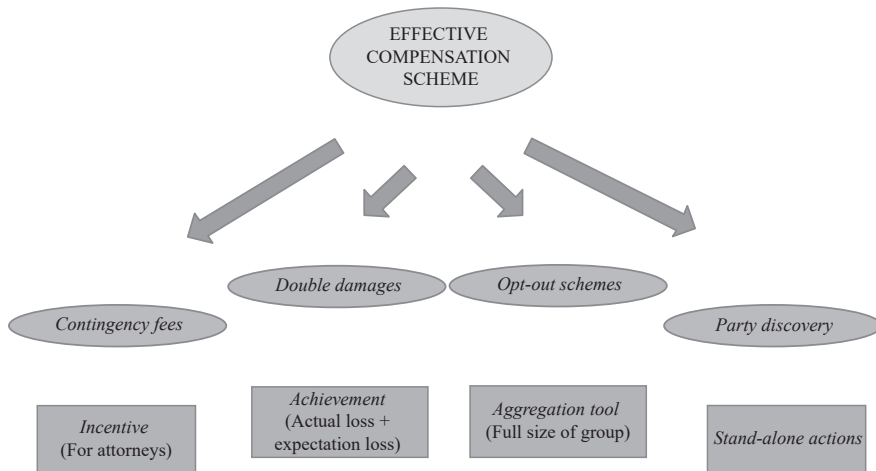 EFFECTIVE
COMPENSATION
SCHEME
Double damages
Opt-out schemes
Contingency fees
Party discovery
Incentive
(For attorneys)
Achievement
(Actual loss +
expectation loss)
Aggregation tool
(Full size of group)
Stand-alone actions